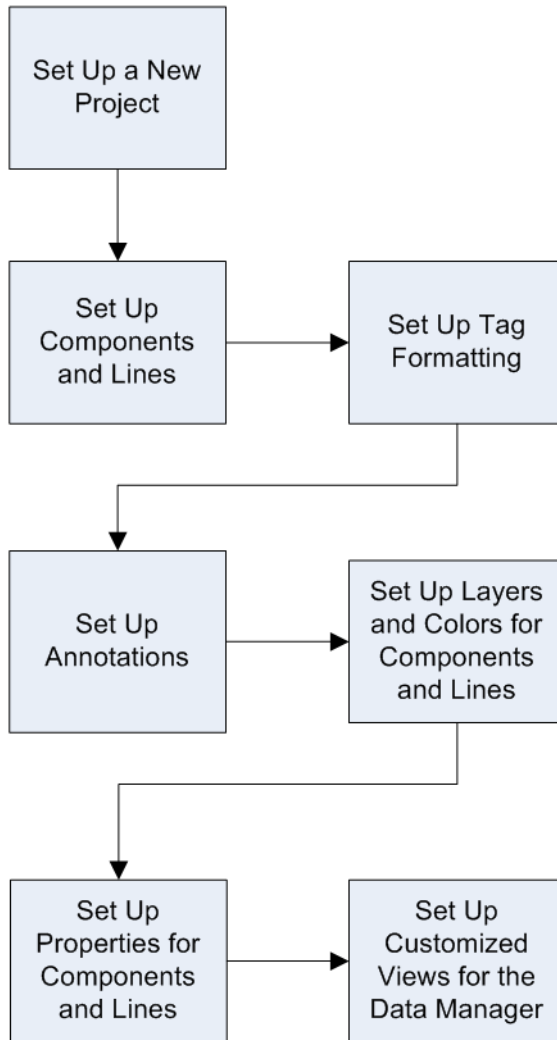 Set Up a New
Project
Set Up
Components
and Lines
Set Up Tag
Formatting
Set Up
Annotations
Set Up Layers
and Colors for
Components
and Lines
Set Up
Properties for
Components
and Lines
Set Up
Customized
Views for the
Data Manager